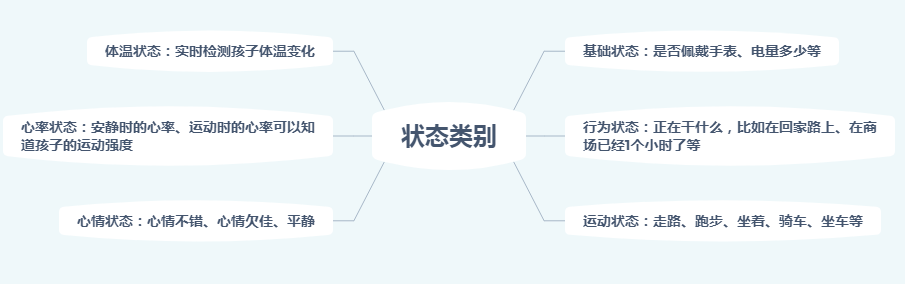 体温状态：实时检测孩子体温变化
基础状态：是否佩戴手表、电量多少等
心率状态：安静时的心率、运动时的心率可以知
道孩子的运动强度
状态类别
行为状态：正在干什么，比如在回家路上、在商
场已经1个小时了等
心情状态：心情不错、心情欠佳、平静
运动状态：走路、跑步、坐着、骑车、坐车等